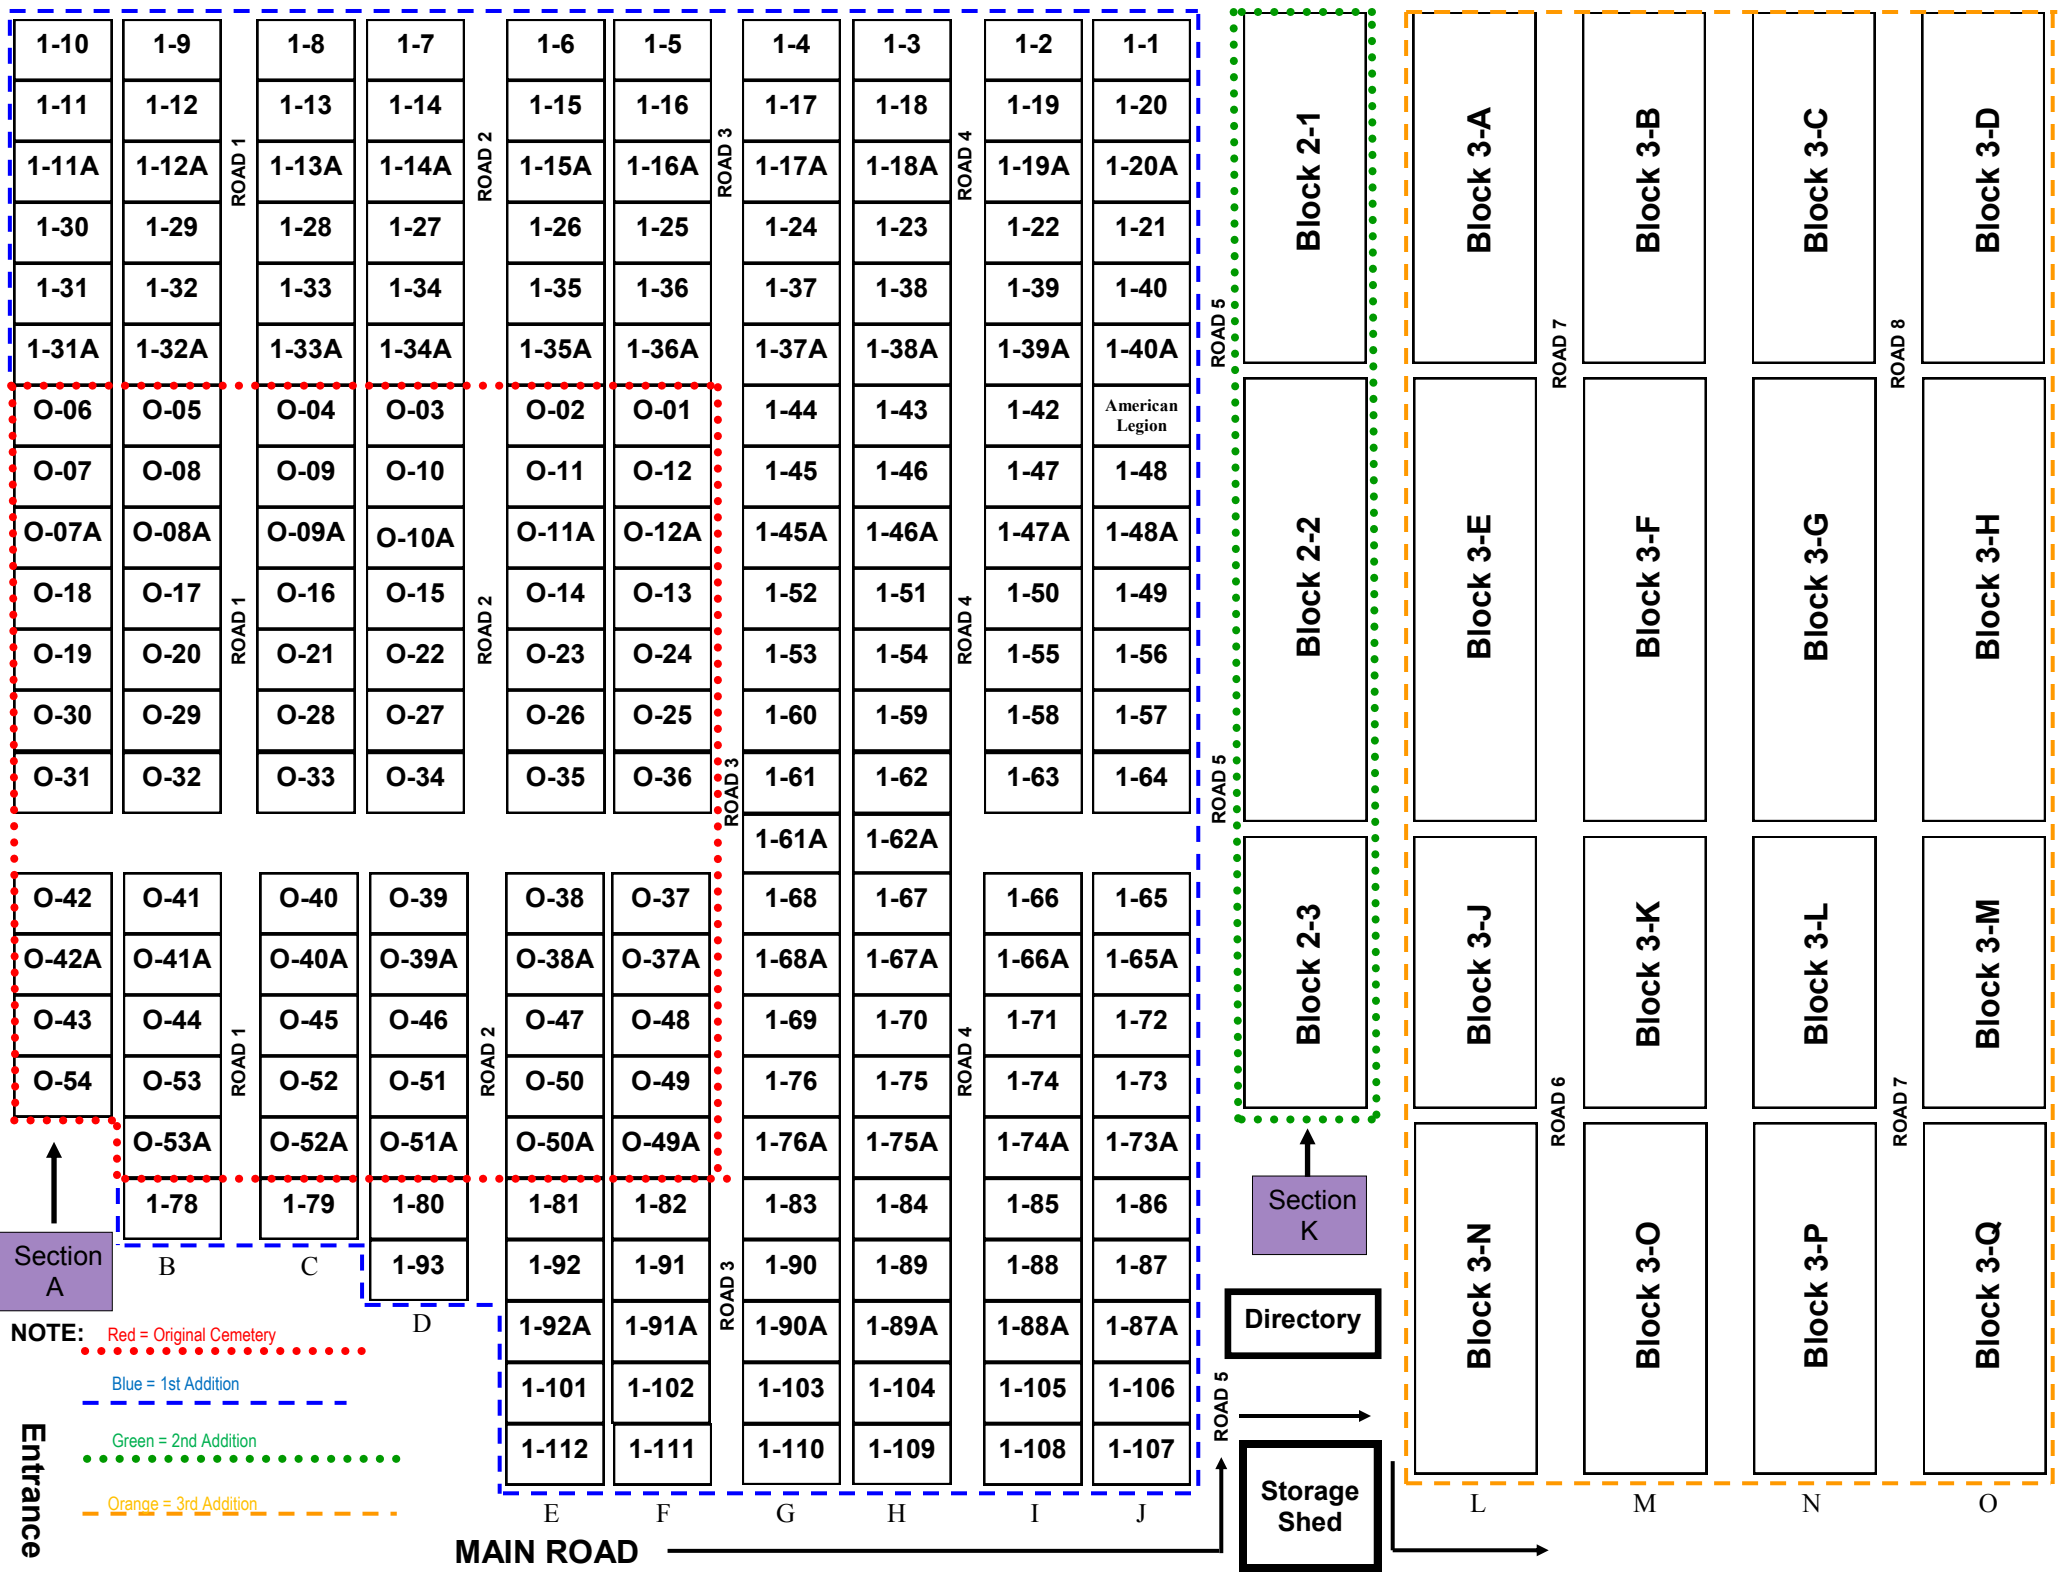 1-10 1-9 1-8 1-7 1-6 1-5 1-4 1-3 1-2 1-1
1-11 1-12 1-13 1-14 1-15 1-16 1-17 1-18 1-19 1-20
1-11A 1-12A 1-13A 1-14A 1-15A 1-16A 1-17A 1-18A 1-19A 1-20A
ROAD 1 ROAD 2 ROAD 3 ROAD 4
Block 2-1 Block 3-A Block 3-B Block 3-C Block 3-D
1-30 1-29 1-28 1-27 1-26 1-25 1-24 1-23 1-22 1-21
1-31 1-32 1-33 1-34 1-35 1-36 1-37 1-38 1-39 1-40
1-31A 1-32A 1-33A 1-34A 1-35A 1-36A 1-37A 1-38A 1-39A 1-40A
ROAD 5 ROAD 7 ROAD 8
O-06 O-05 O-04 O-03 O-02 O-01 1-44 1-43 1-42 American
Legion
O-07 O-08 O-09 O-10 O-11 O-12 1-45 1-46 1-47 1-48
O-07A O-08A O-09A O-10A O-11A O-12A 1-45A 1-46A 1-47A 1-48A
Block 2-2 Block 3-E Block 3-F Block 3-G Block 3-H
O-18 O-17 O-16 O-15 O-14 O-13 1-52 1-51 1-50 1-49
ROAD 1 ROAD 2 ROAD 4
O-19 O-20 O-21 O-22 O-23 O-24 1-53 1-54 1-55 1-56
O-30 O-29 O-28 O-27 O-26 O-25 1-60 1-59 1-58 1-57
O-31 O-32 O-33 O-34 O-35 O-36 1-61 1-62 1-63 1-64
ROAD 3 ROAD 5
1-61A 1-62A
O-42 O-41 O-40 O-39 O-38 O-37 1-68 1-67 1-66 1-65
O-42A O-41A O-40A O-39A O-38A O-37A 1-68A 1-67A 1-66A 1-65A
Block 2-3 Block 3-J Block 3-K Block 3-L Block 3-M
O-43 O-44 O-45 O-46 O-47 O-48 1-69 1-70 1-71 1-72
ROAD 1 ROAD 2 ROAD 4
O-54 O-53 O-52 O-51 O-50 O-49 1-76 1-75 1-74 1-73
ROAD 6 ROAD 7
O-53A O-52A O-51A O-50A O-49A 1-76A 1-75A 1-74A 1-73A
1-78 1-79 1-80 1-81 1-82 1-83 1-84 1-85 1-86
Section
K
Section
A
B C 1-93 1-92 1-91 1-90 1-89 1-88 1-87
ROAD 3
Block 3-N Block 3-O Block 3-P Block 3-Q
D 1-92A 1-91A 1-90A 1-89A 1-88A 1-87A
Directory
NOTE: Red = Original Cemetery
Blue = 1st Addition
1-101 1-102 1-103 1-104 1-105 1-106
ROAD 5
Green = 2nd Addition
1-112 1-111 1-110 1-109 1-108 1-107
Entrance
Orange = 3rd Addition
E F G H I J
Storage
Shed
L M N O
MAIN ROAD